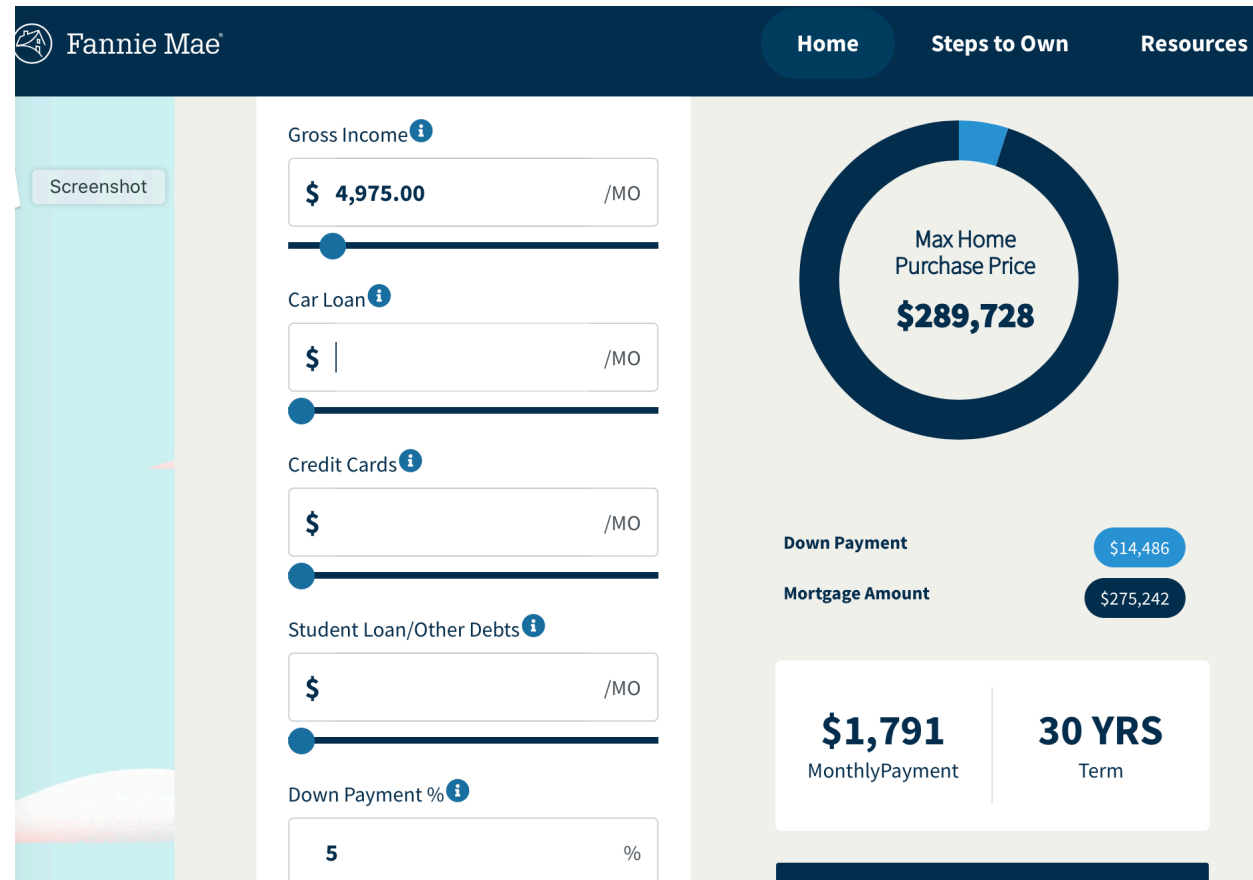 Fannie Mae®
Home Steps to Own Resources
Screenshot
Gross Income
$ 4,975.00 /MO
Car Loan
$ /MO
Credit Cards
$ /MO
Student Loan/Other Debts
$ /MO
Down Payment %
5 %
Max Home
Purchase Price
$289,728
Down Payment $14,486
Mortgage Amount $275,242
$1,791
MonthlyPayment
30 YRS
Term